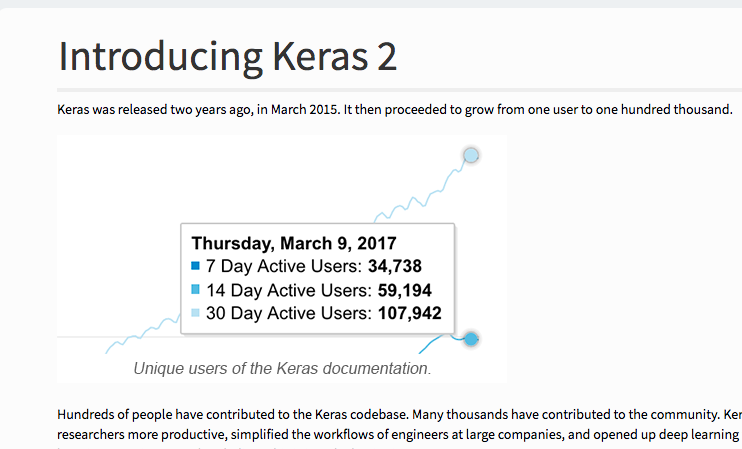 Introducing Keras 2
Keras was released two years ago, in March 2015. It then proceeded to grow from one user to one hundred thousand.
Thursday, March 9, 2017
7 Day Active Users: 34,738
14 Day Active Users: 59,194
30 Day Active Users: 107,942
Unique users of the Keras documentation.
Hundreds of people have contributed to the Keras codebase. Many thousands have contributed to the community.
researchers more productive, simplified the workflows of engineers at large companies, and opened up deep learning